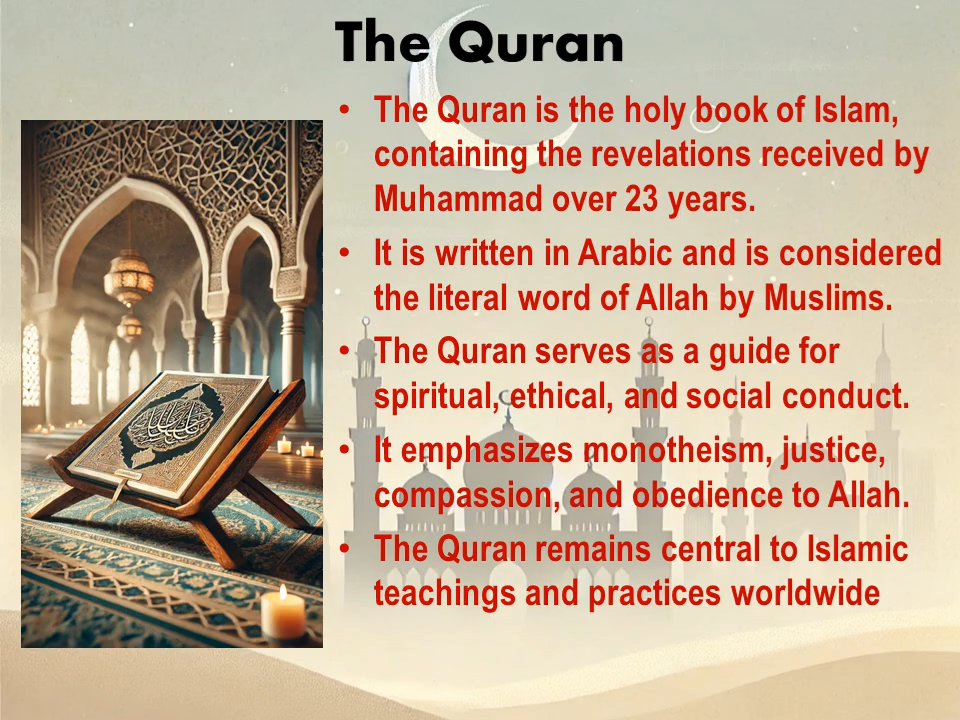 The Quran
• The Quran is the holy book of Islam,
containing the revelations received by
Muhammad over 23 years.
• It is written in Arabic and is considered
the literal word of Allah by Muslims.
• The Quran serves as a guide for
spiritual, ethical, and social conduct.
• It emphasizes monotheism, justice,
compassion, and obedience to Allah.
• The Quran remains central to Islamic
teachings and practices worldwide